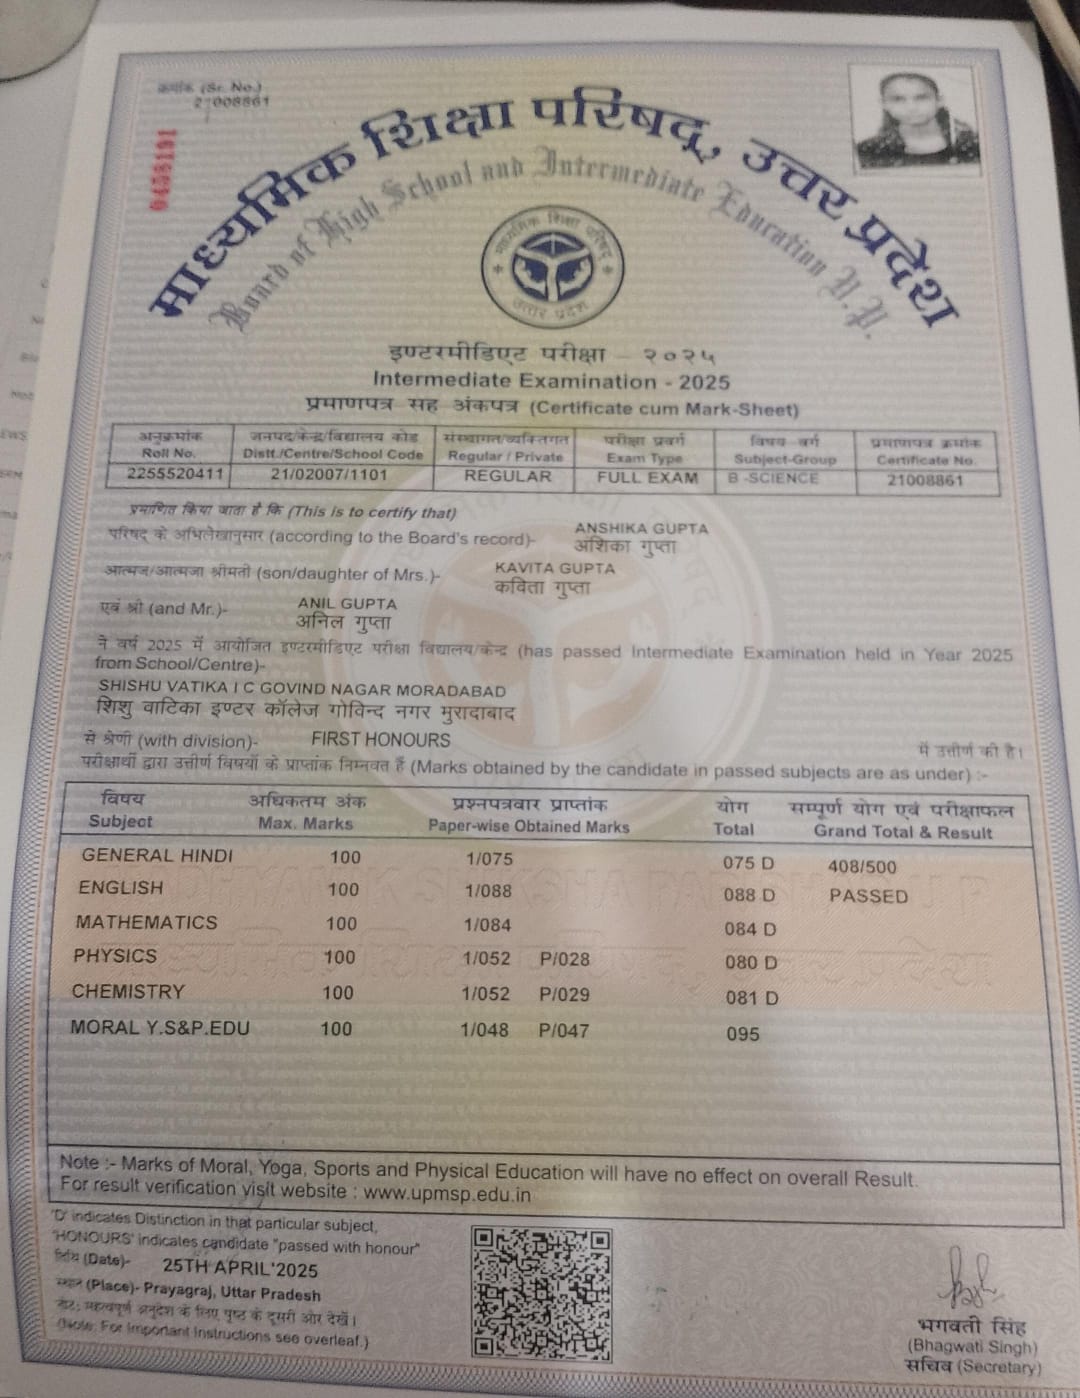 क्रमांक (Sr. No.)
21008861
0455191
माध्यमिक शिक्षा परिषद्, उत्तर प्रदेश
Board of High School and Intermediate Education U.P.
माध्यमिक शिक्षा परिषद
उत्तर प्रदेश
इण्टरमीडिएट परीक्षा - २०२५
Intermediate Examination - 2025
प्रमाणपत्र सह अंकपत्र (Certificate cum Mark-Sheet)
अनुक्रमांक जनपद/केन्द्र/विद्यालय कोड संस्थागत/व्यक्तिगत परीक्षा प्रवर्ग विषय वर्ग प्रमाणपत्र क्रमांक
Roll No. Distt./Centre/School Code Regular / Private Exam Type Subject-Group Certificate No.
2255520411 21/02007/1101 REGULAR FULL EXAM B -SCIENCE 21008861
प्रमाणित किया जाता है कि (This is to certify that)
ANSHIKA GUPTA
परिषद के अभिलेखानुसार (according to the Board's record)- अंशिका गुप्ता
KAVITA GUPTA
आत्मज/आत्मजा श्रीमती (son/daughter of Mrs.)- कविता गुप्ता
ANIL GUPTA
एवं श्री (and Mr.)- अनिल गुप्ता
ने वर्ष 2025 में आयोजित इण्टरमीडिएट परीक्षा विद्यालय/केन्द्र (has passed Intermediate Examination held in Year 2025
from School/Centre)-
SHISHU VATIKA I C GOVIND NAGAR MORADABAD
शिशु वाटिका इण्टर कॉलेज गोविन्द नगर मुरादाबाद
से श्रेणी (with division)- FIRST HONOURS में उत्तीर्ण की है।
परीक्षार्थी द्वारा उत्तीर्ण विषयों के प्राप्तांक निम्नवत हैं (Marks obtained by the candidate in passed subjects are as under) :-
विषय अधिकतम अंक प्रश्नपत्रवार प्राप्तांक योग सम्पूर्ण योग एवं परीक्षाफल
Subject Max. Marks Paper-wise Obtained Marks Total Grand Total & Result
GENERAL HINDI 100 1/075 075 D 408/500
ENGLISH 100 1/088 088 D PASSED
MATHEMATICS 100 1/084 084 D
PHYSICS 100 1/052 P/028 080 D
CHEMISTRY 100 1/052 P/029 081 D
MORAL Y.S&P.EDU 100 1/048 P/047 095
Note :- Marks of Moral, Yoga, Sports and Physical Education will have no effect on overall Result.
For result verification visit website : www.upmsp.edu.in
'D' indicates Distinction in that particular subject,
'HONOURS' indicates candidate "passed with honour"
तिथि (Date)- 25TH APRIL'2025
स्थान (Place)- Prayagraj, Uttar Pradesh
नोट: महत्वपूर्ण अनुदेश के लिए पृष्ठ के दूसरी ओर देखें।
(Note: For Important Instructions see overleaf.)
भगवती सिंह
(Bhagwati Singh)
सचिव (Secretary)